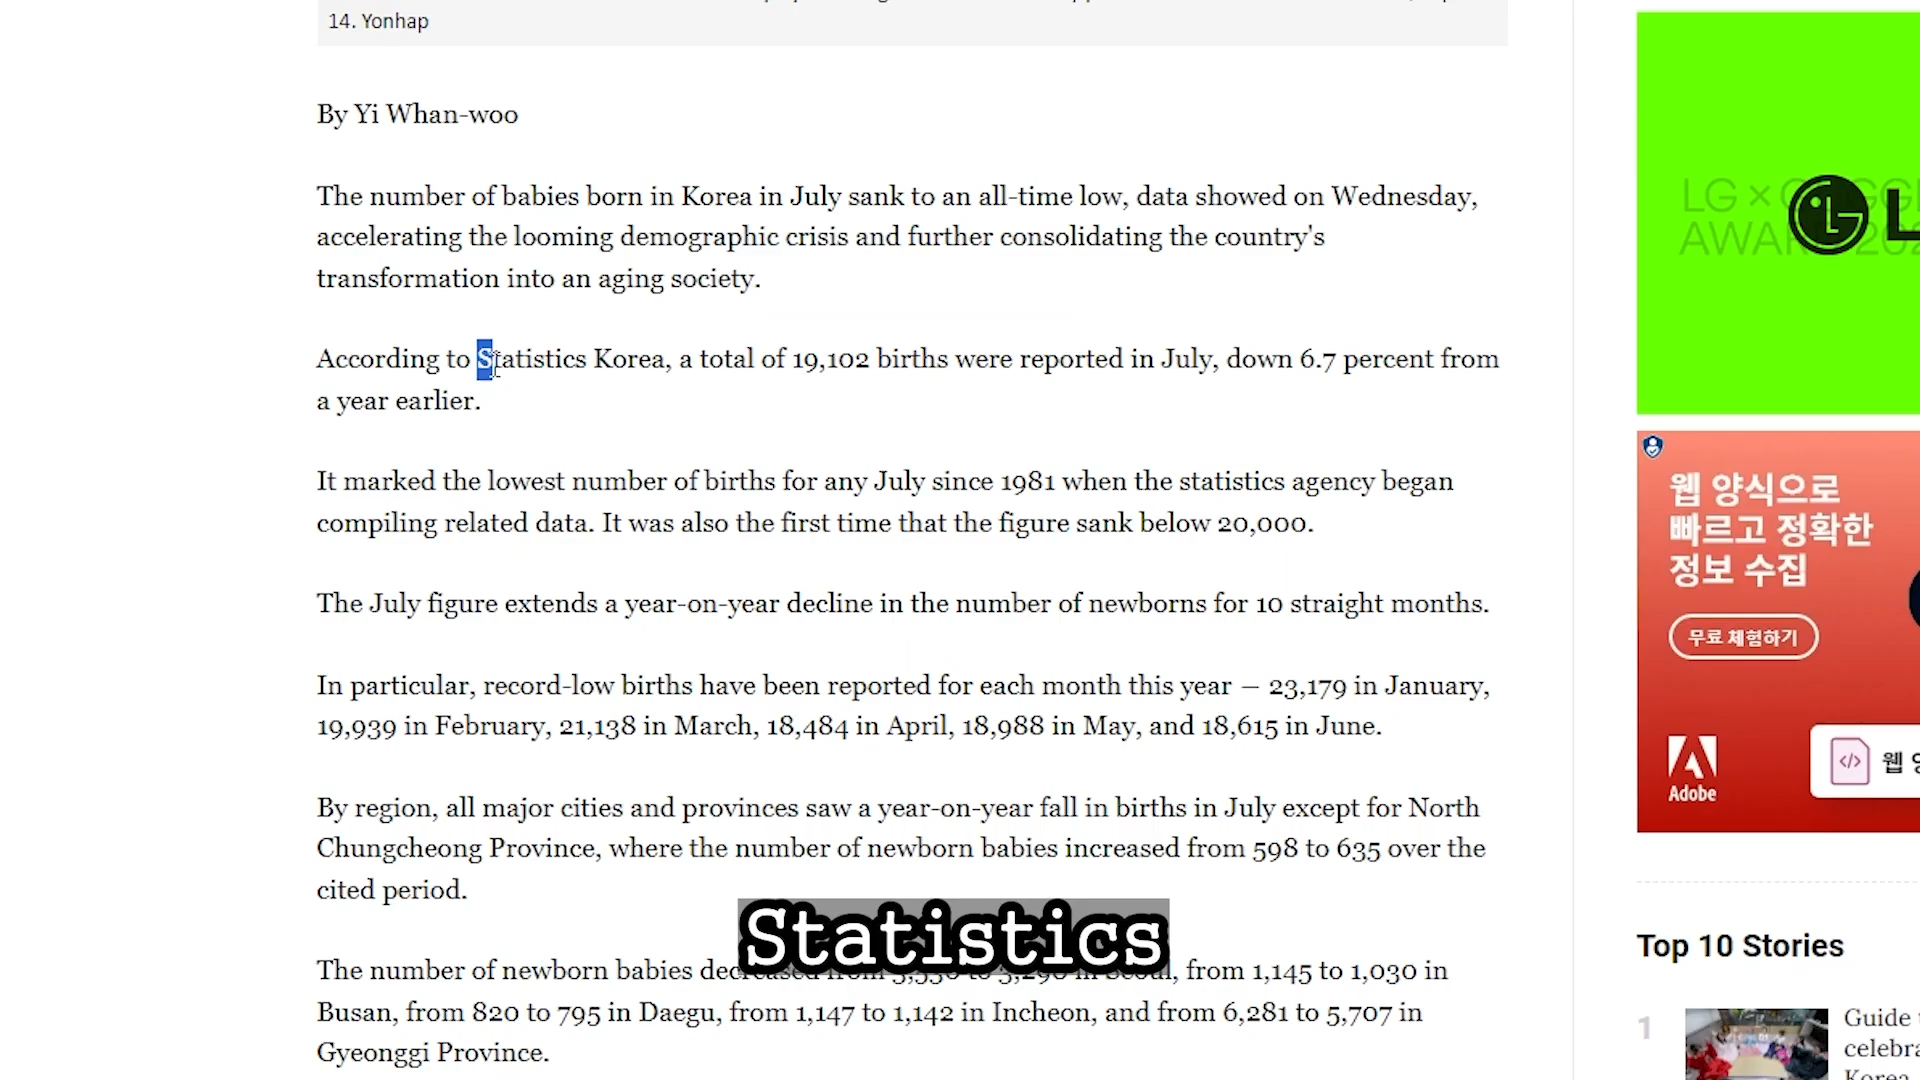 14. Yonhap
By Yi Whan-woo
The number of babies born in Korea in July sank to an all-time low, data showed on Wednesday,
accelerating the looming demographic crisis and further consolidating the country's
transformation into an aging society.
According to Statistics Korea, a total of 19,102 births were reported in July, down 6.7 percent from
a year earlier.
It marked the lowest number of births for any July since 1981 when the statistics agency began
compiling related data. It was also the first time that the figure sank below 20,000.
The July figure extends a year-on-year decline in the number of newborns for 10 straight months.
In particular, record-low births have been reported for each month this year — 23,179 in January,
19,939 in February, 21,138 in March, 18,484 in April, 18,988 in May, and 18,615 in June.
By region, all major cities and provinces saw a year-on-year fall in births in July except for North
Chungcheong Province, where the number of newborn babies increased from 598 to 635 over the
cited period.
Statistics
The number of newborn babies decreased from to in Seoul, from 1,145 to 1,030 in
Busan, from 820 to 795 in Daegu, from 1,147 to 1,142 in Incheon, and from 6,281 to 5,707 in
Gyeonggi Province.
LG ×
L
웹 양식으로
빠르고 정확한
정보 수집
무료 체험하기
Adobe
</> 웹
Top 10 Stories
1
Guide
celebra
Korea